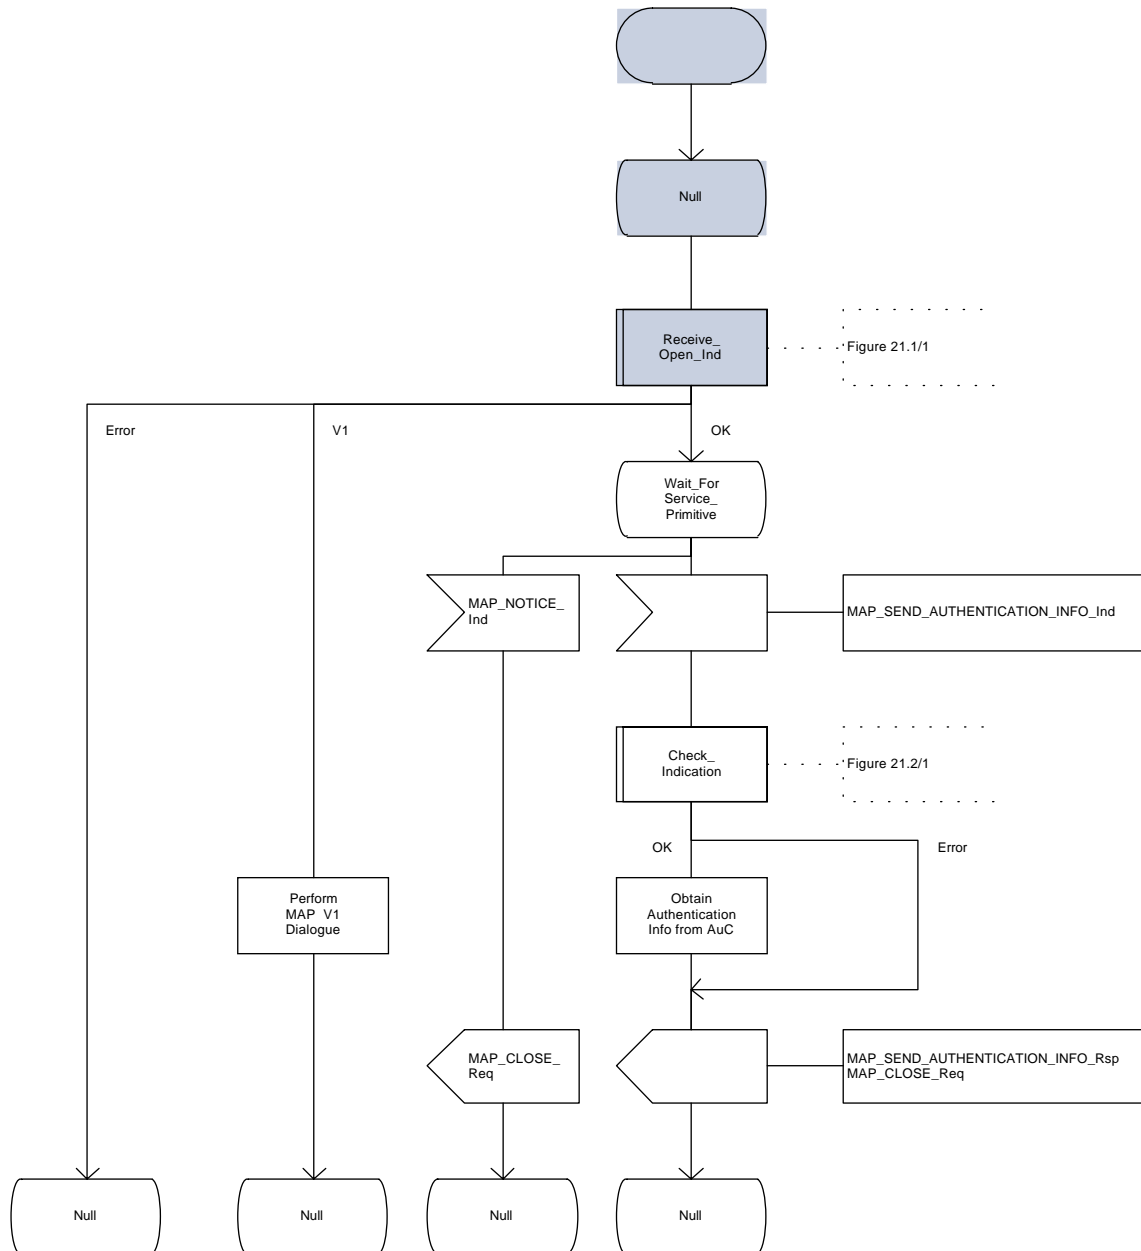 Null
Receive_
Open_Ind
Figure 21.1/1
Error
V1
OK
Wait_For
Service_
Primitive
MAP_NOTICE_
Ind
MAP_SEND_AUTHENTICATION_INFO_Ind
Check_
Indication
Figure 21.2/1
OK
Error
Perform
MAP V1
Dialogue
Obtain
Authentication
Info from AuC
MAP_CLOSE_
Req
MAP_SEND_AUTHENTICATION_INFO_Rsp
MAP_CLOSE_Req
Null
Null
Null
Null